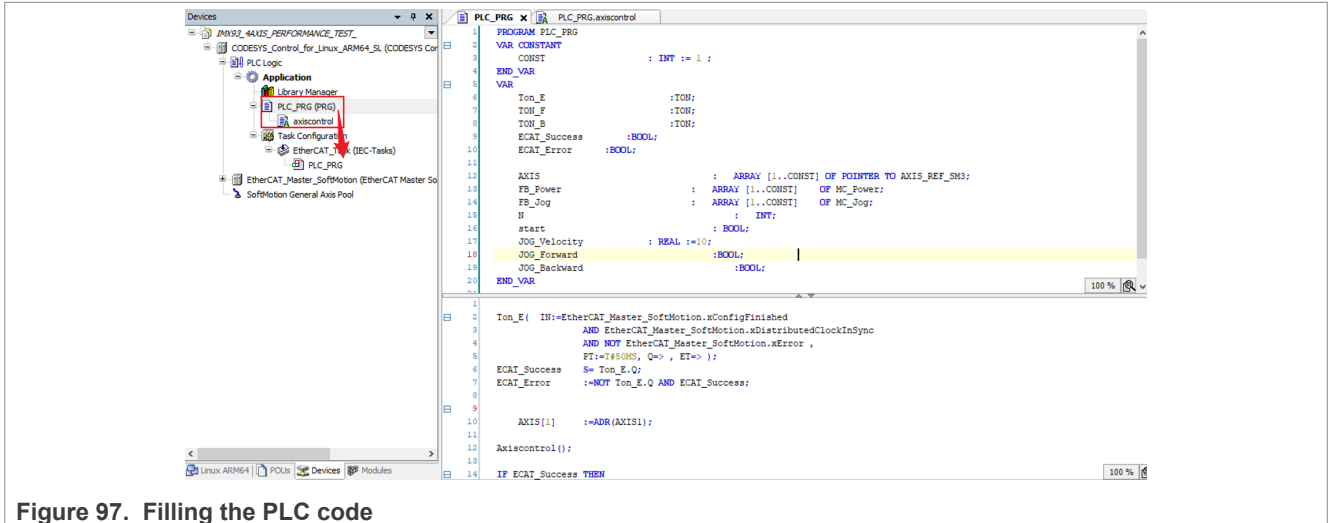 Devices
IMX93_4AXIS_PERFORMANCE_TEST_
CODESYS_Control_for_Linux_ARM64_SL (CODESYS Cor
PLC Logic
Application
Library Manager
PLC_PRG (PRG)
axiscontrol
Task Configuration
EtherCAT_Task (IEC-Tasks)
PLC_PRG
EtherCAT_Master_SoftMotion (EtherCAT Master So
SoftMotion General Axis Pool
Linux ARM64 POUs Devices Modules
PLC_PRG PLC_PRG.axiscontrol
1 PROGRAM PLC_PRG
2 VAR CONSTANT
3 CONST : INT := 1 ;
4 END_VAR
5 VAR
6 Ton_E :TON;
7 TON_F :TON;
8 TON_B :TON;
9 ECAT_Success :BOOL;
10 ECAT_Error :BOOL;
11
12 AXIS : ARRAY [1..CONST] OF POINTER TO AXIS_REF_SM3;
13 FB_Power : ARRAY [1..CONST] OF MC_Power;
14 FB_Jog : ARRAY [1..CONST] OF MC_Jog;
15 N : INT;
16 start : BOOL;
17 JOG_Velocity : REAL :=10;
18 JOG_Forward :BOOL;
19 JOG_Backward :BOOL;
20 END_VAR
100 %
1
2 Ton_E( IN:=EtherCAT_Master_SoftMotion.xConfigFinished
3 AND EtherCAT_Master_SoftMotion.xDistributedClockInSync
4 AND NOT EtherCAT_Master_SoftMotion.xError ,
5 PT:=T#50MS, Q=> , ET=> );
6 ECAT_Success S= Ton_E.Q;
7 ECAT_Error :=NOT Ton_E.Q AND ECAT_Success;
8
9
10 AXIS[1] :=ADR(AXIS1);
11
12 Axiscontrol();
13
14 IF ECAT_Success THEN
100 %
Figure 97. Filling the PLC code